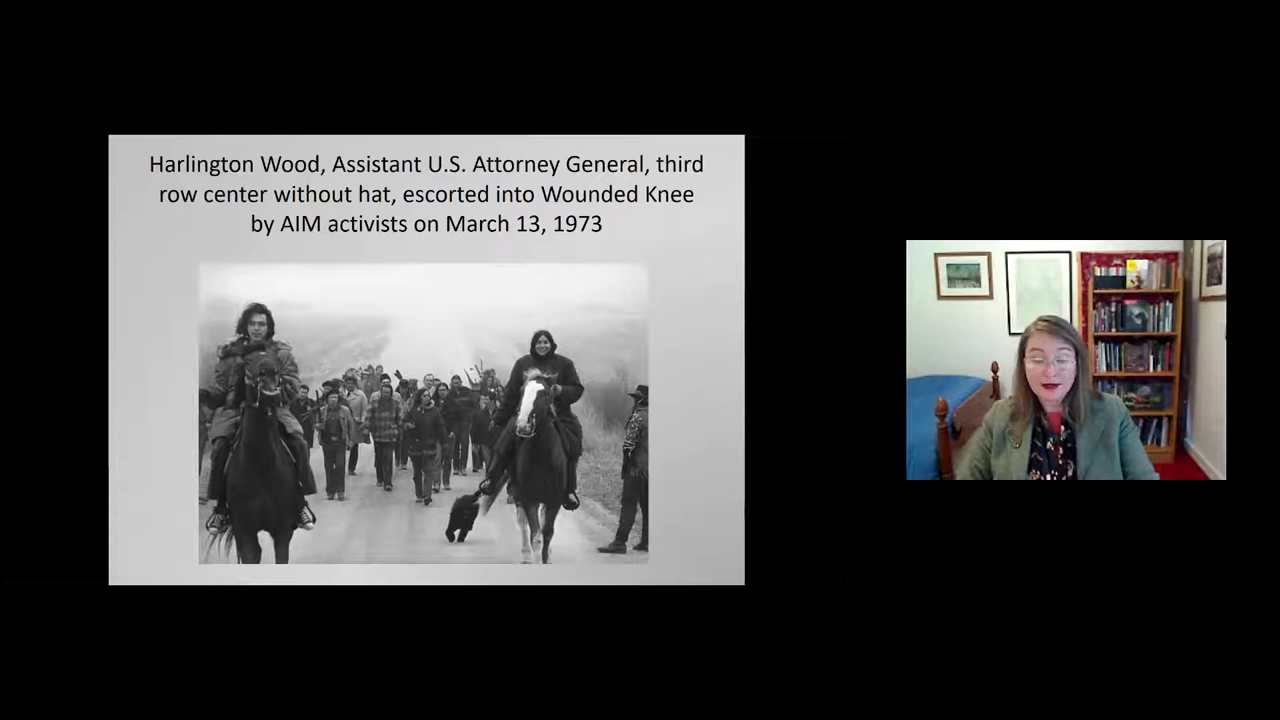 Harlington Wood, Assistant U.S. Attorney General, third
row center without hat, escorted into Wounded Knee
by AIM activists on March 13, 1973